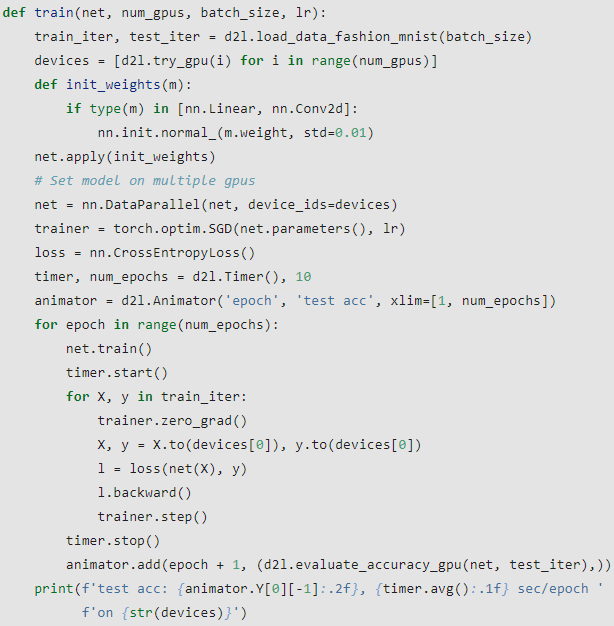 def train(net, num_gpus, batch_size, lr):
    train_iter, test_iter = d2l.load_data_fashion_mnist(batch_size)
    devices = [d2l.try_gpu(i) for i in range(num_gpus)]
    def init_weights(m):
        if type(m) in [nn.Linear, nn.Conv2d]:
            nn.init.normal_(m.weight, std=0.01)
    net.apply(init_weights)
    # Set model on multiple gpus
    net = nn.DataParallel(net, device_ids=devices)
    trainer = torch.optim.SGD(net.parameters(), lr)
    loss = nn.CrossEntropyLoss()
    timer, num_epochs = d2l.Timer(), 10
    animator = d2l.Animator('epoch', 'test acc', xlim=[1, num_epochs])
    for epoch in range(num_epochs):
        net.train()
        timer.start()
        for X, y in train_iter:
            trainer.zero_grad()
            X, y = X.to(devices[0]), y.to(devices[0])
            l = loss(net(X), y)
            l.backward()
            trainer.step()
        timer.stop()
        animator.add(epoch + 1, (d2l.evaluate_accuracy_gpu(net, test_iter),))
    print(f'test acc: {animator.Y[0][-1]:.2f}, {timer.avg():.1f} sec/epoch '
          f'on {str(devices)}')